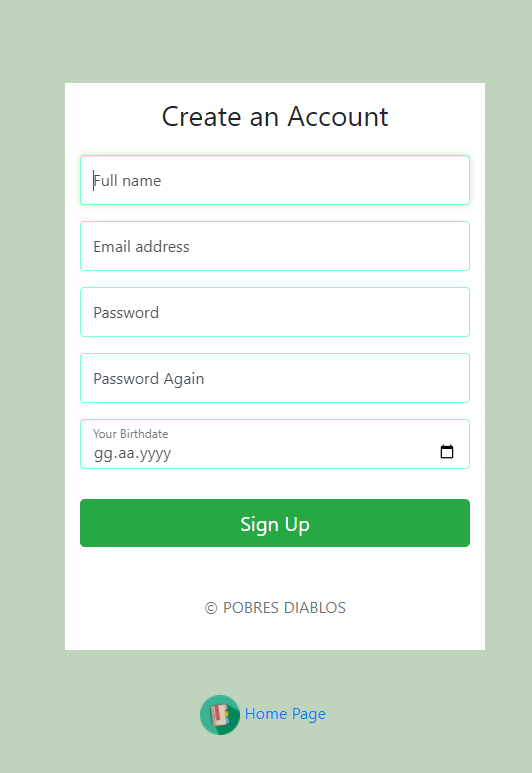 Create an Account
Full name
Email address
Password
Password Again
Your Birthdate
gg.aa.yyyy
Sign Up
© POBRES DIABLOS
Home Page